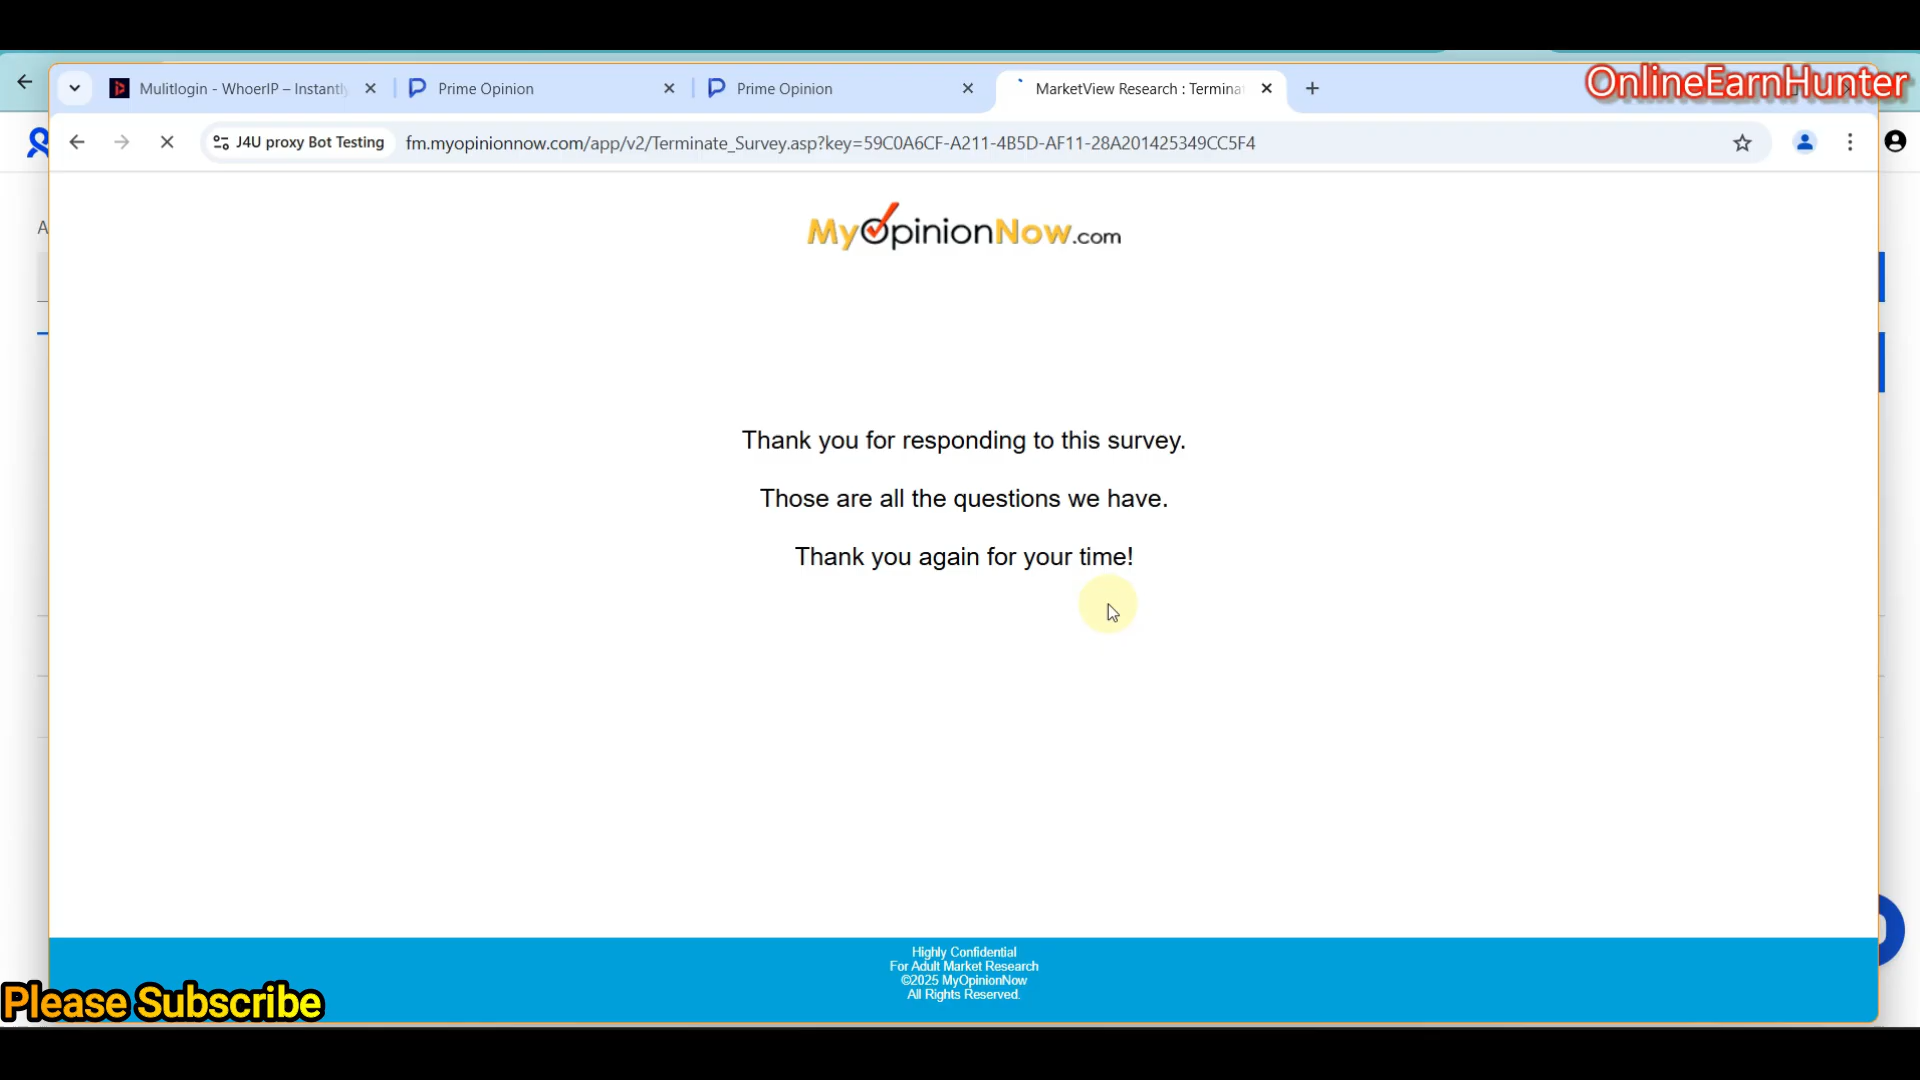 OnlineEarnHunter
Mulitlogin - WhoerIP – Instantly
Prime Opinion
Prime Opinion
MarketView Research : Termina
J4U proxy Bot Testing
fm.myopinionnow.com/app/v2/Terminate_Survey.asp?key=59C0A6CF-A211-4B5D-AF11-28A201425349CC5F4
A
MyOpinionNow.com
Thank you for responding to this survey.
Those are all the questions we have.
Thank you again for your time!
Highly Confidential
For Adult Market Research
©2025 MyOpinionNow
All Rights Reserved.
Please Subscribe